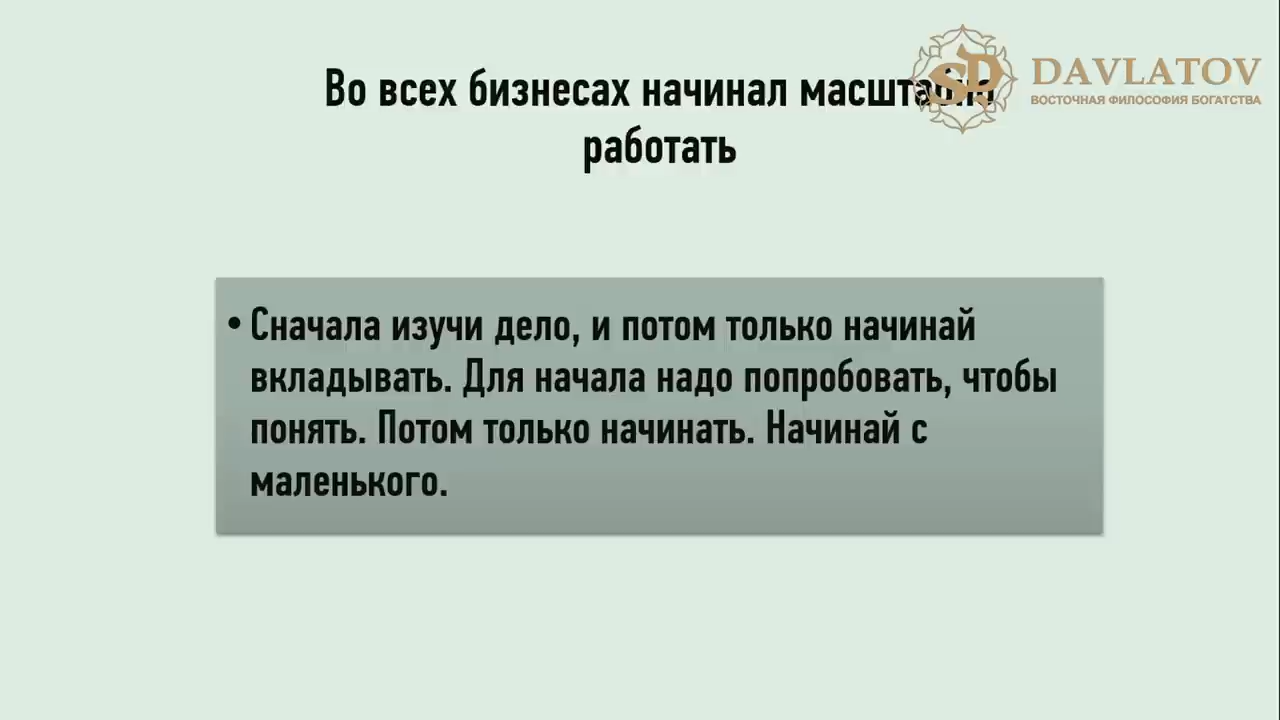 Во всех бизнесах начинал
работать
DAVLATOV
ВОСТОЧНАЯ ФИЛОСОФИЯ БОГАТСТВА
• Сначала изучи дело, и потом только начинай
вкладывать. Для начала надо попробовать, чтобы
понять. Потом только начинать. Начинай с
маленького.